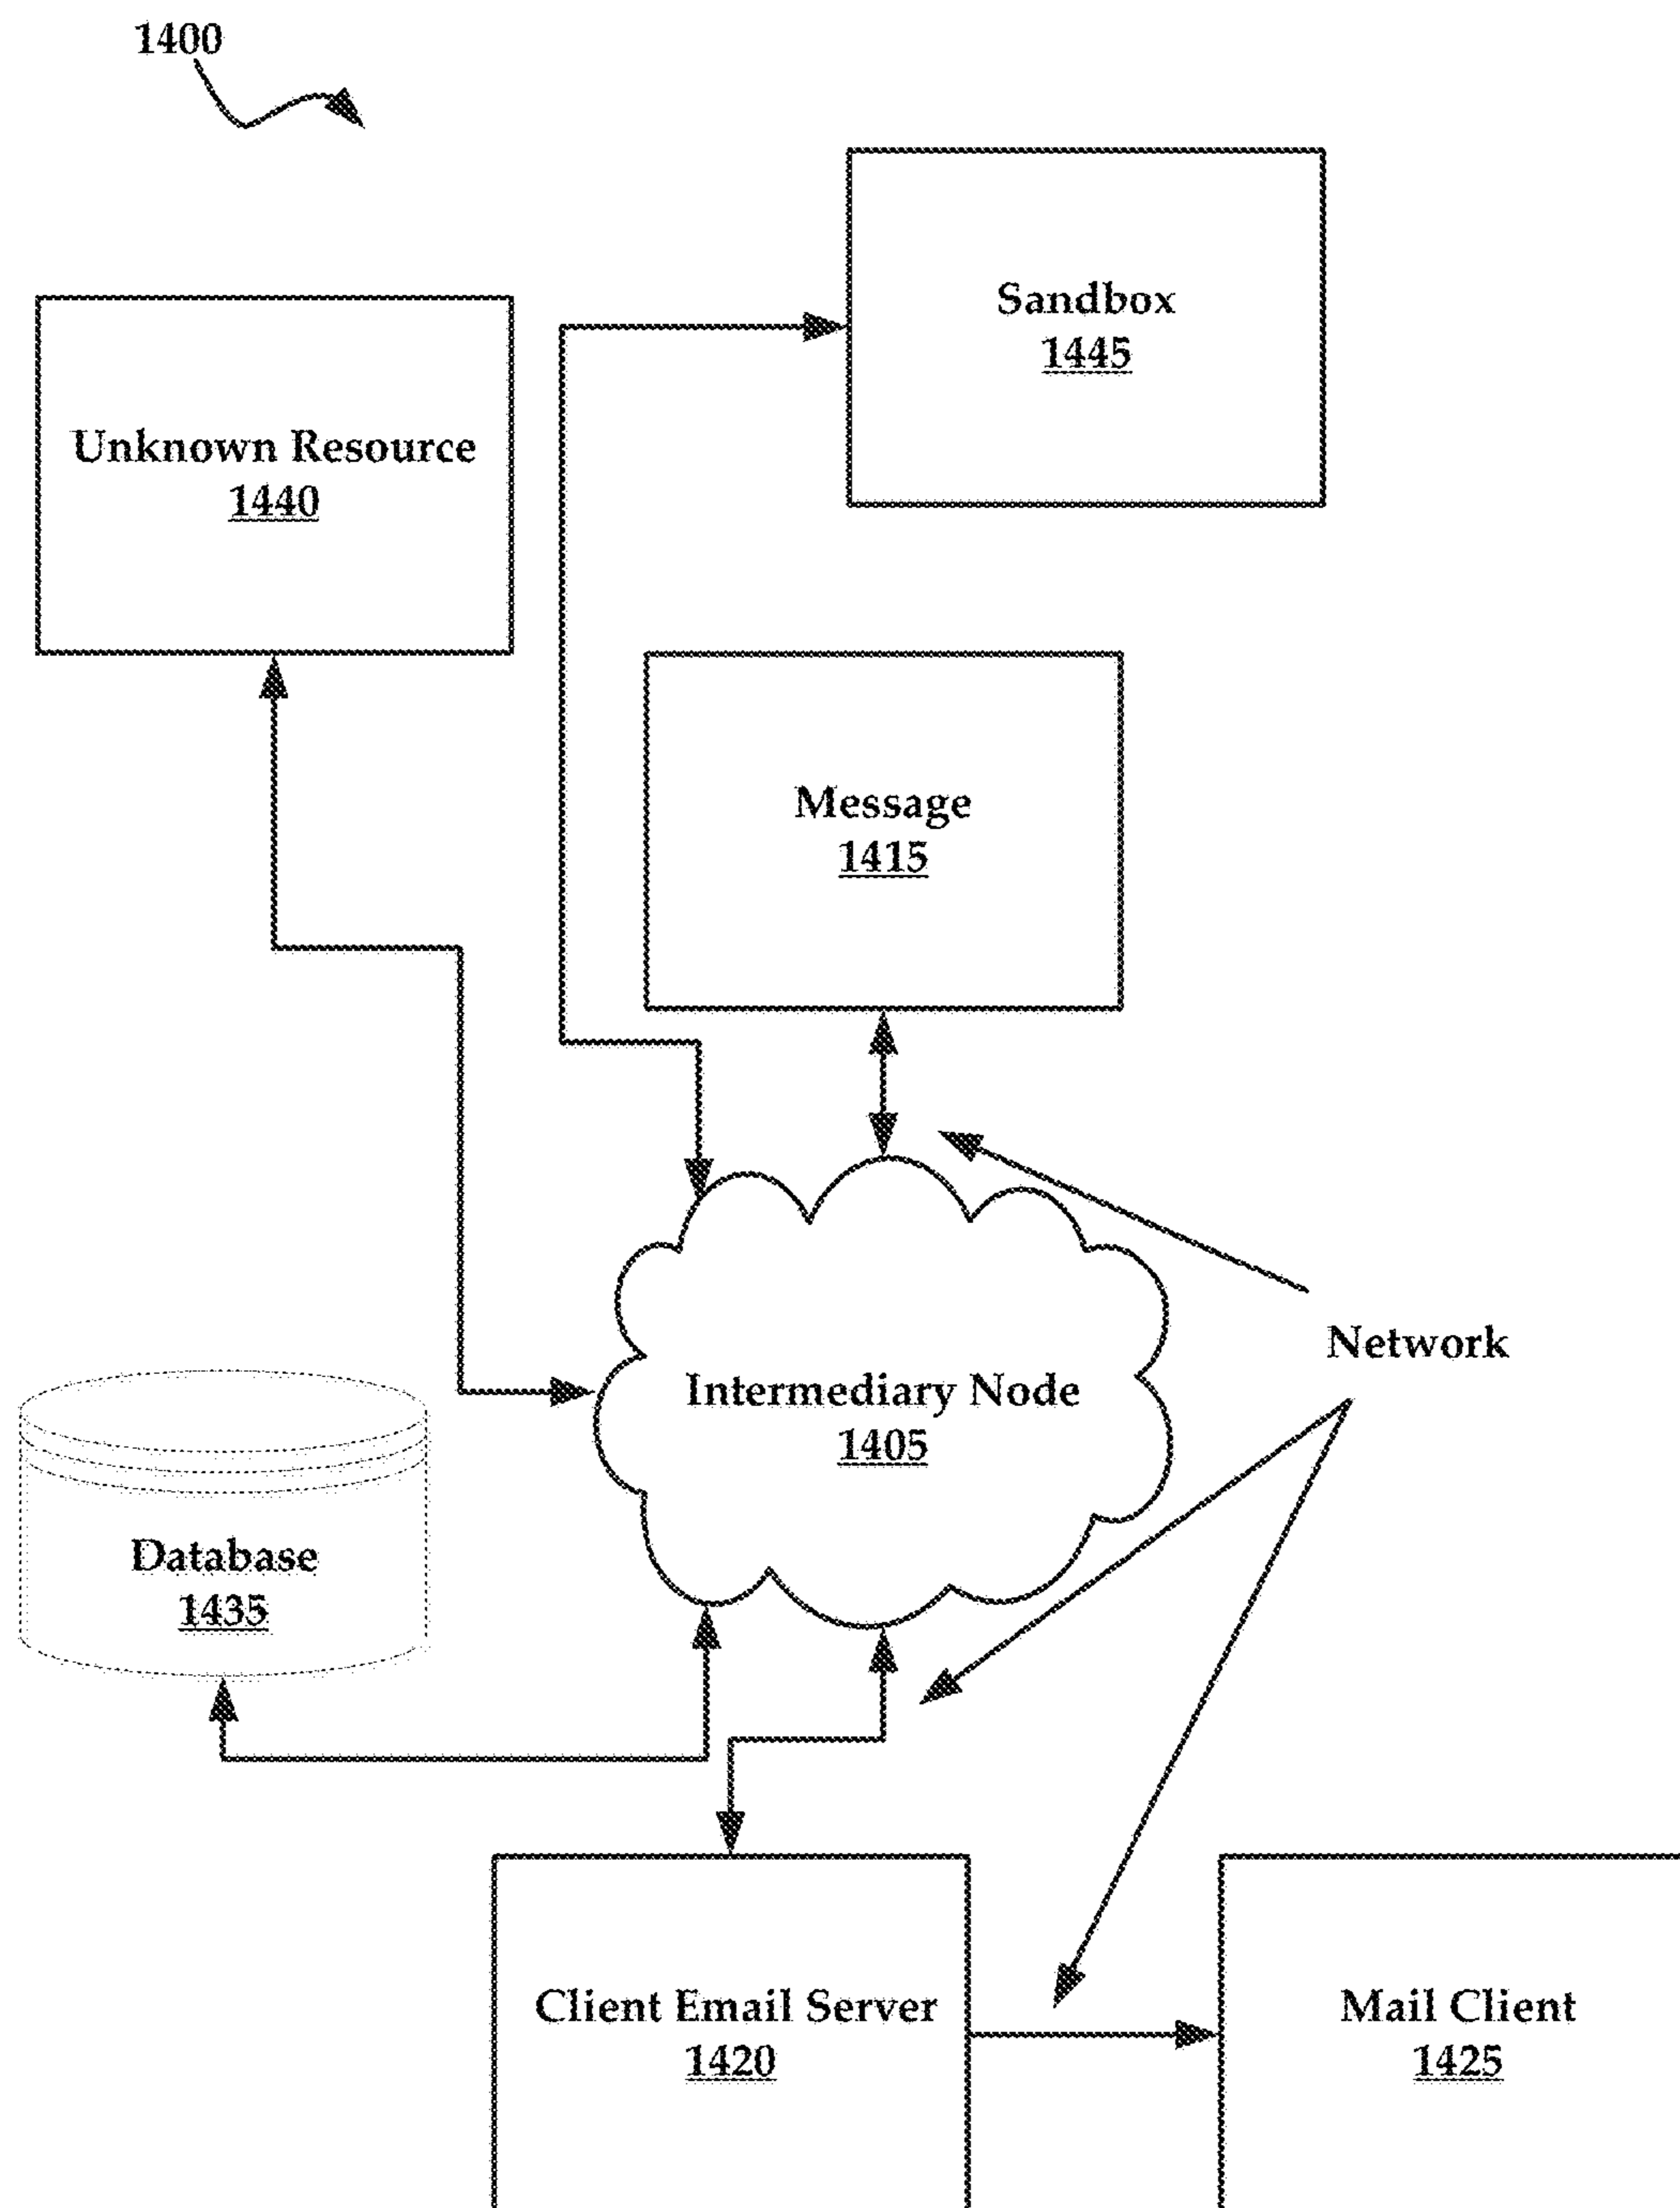 1400
Sandbox
1445
Unknown Resource
1440
Message
1415
Network
Intermediary Node
1405
Database
1435
Client Email Server
1420
Mail Client
1425